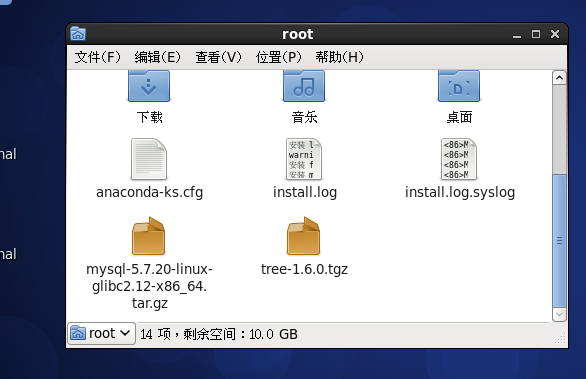 root
文件(F) 编辑(E) 查看(V) 位置(P) 帮助(H)
下载 音乐 桌面
nal
安装 l
warni
安装 f
安装 m
<86>M
<86>M
<86>M
<86>M
anaconda-ks.cfg install.log install.log.syslog
nal
mysql-5.7.20-linux-
glibc2.12-x86_64.
tar.gz
tree-1.6.0.tgz
root 14 项，剩余空间：10.0 GB